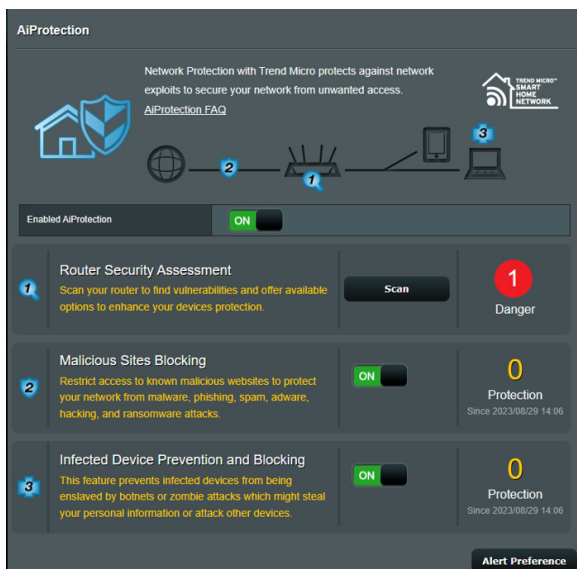 AiProtection
Network Protection with Trend Micro protects against network
exploits to secure your network from unwanted access.
AiProtection FAQ
TREND MICRO™
SMART
HOME
NETWORK
3
2
1
Enabled AiProtection
ON
1
Router Security Assessment
Scan your router to find vulnerabilities and offer available
options to enhance your devices protection.
Scan
1
Danger
2
Malicious Sites Blocking
Restrict access to known malicious websites to protect
your network from malware, phishing, spam, adware,
hacking, and ransomware attacks.
ON
0
Protection
Since 2023/08/29 14:06
3
Infected Device Prevention and Blocking
This feature prevents infected devices from being
enslaved by botnets or zombie attacks which might steal
your personal information or attack other devices.
ON
0
Protection
Since 2023/08/29 14:06
Alert Preference